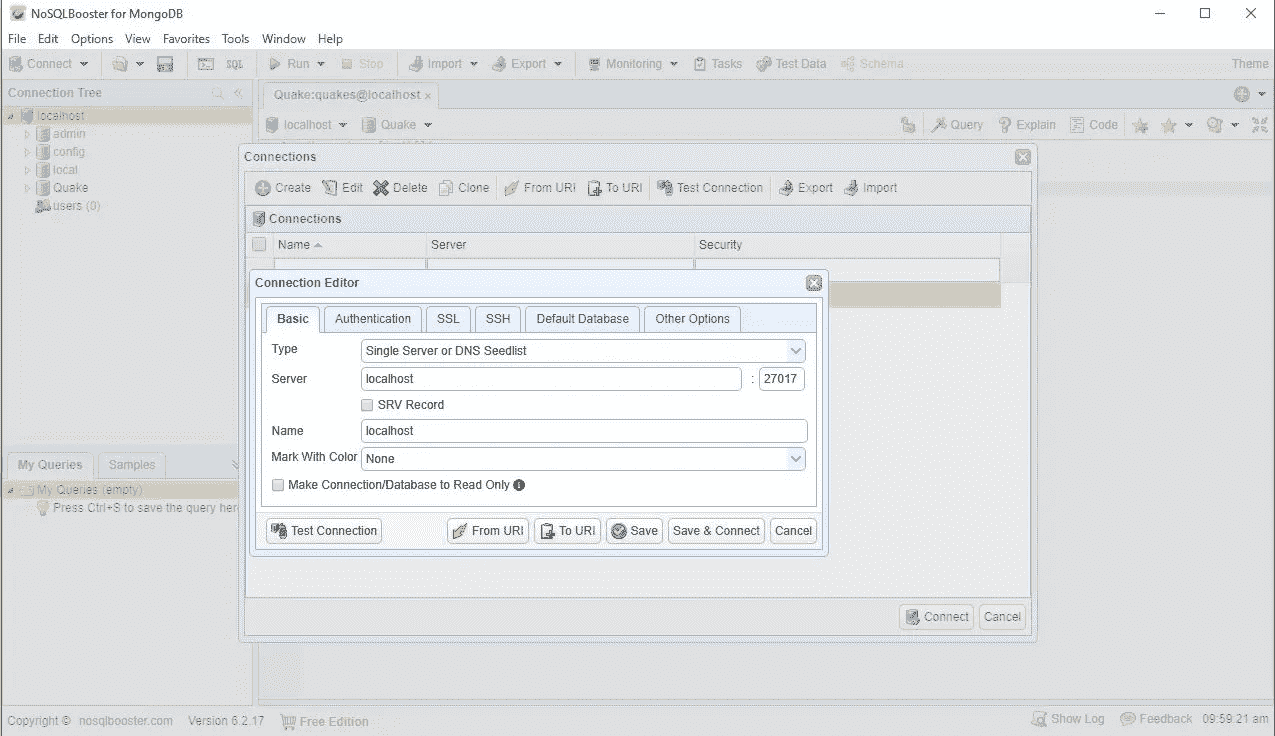 NoSQLBooster for MongoDB
File Edit Options View Favorites Tools Window Help
Connect SQL Run Stop Import Export Monitoring Tasks Test Data Schema Theme
Connection Tree
Quake:quakes@localhost ×
localhost
localhost Quake Query Explain Code
admin
config
local
Quake
users (0)
Connections
Create Edit Delete Clone From URI To URI Test Connection Export Import
Connections
Name Server Security
Connection Editor
Basic Authentication SSL SSH Default Database Other Options
Type Single Server or DNS Seedlist
Server localhost : 27017
SRV Record
Name localhost
Mark With Color None
Make Connection/Database to Read Only
Test Connection From URI To URI Save Save & Connect Cancel
My Queries Samples
My Queries (empty)
Press Ctrl+S to save the query here
Connect Cancel
Copyright © nosqlbooster.com Version 6.2.17 Free Edition Show Log Feedback 09:59:21 am